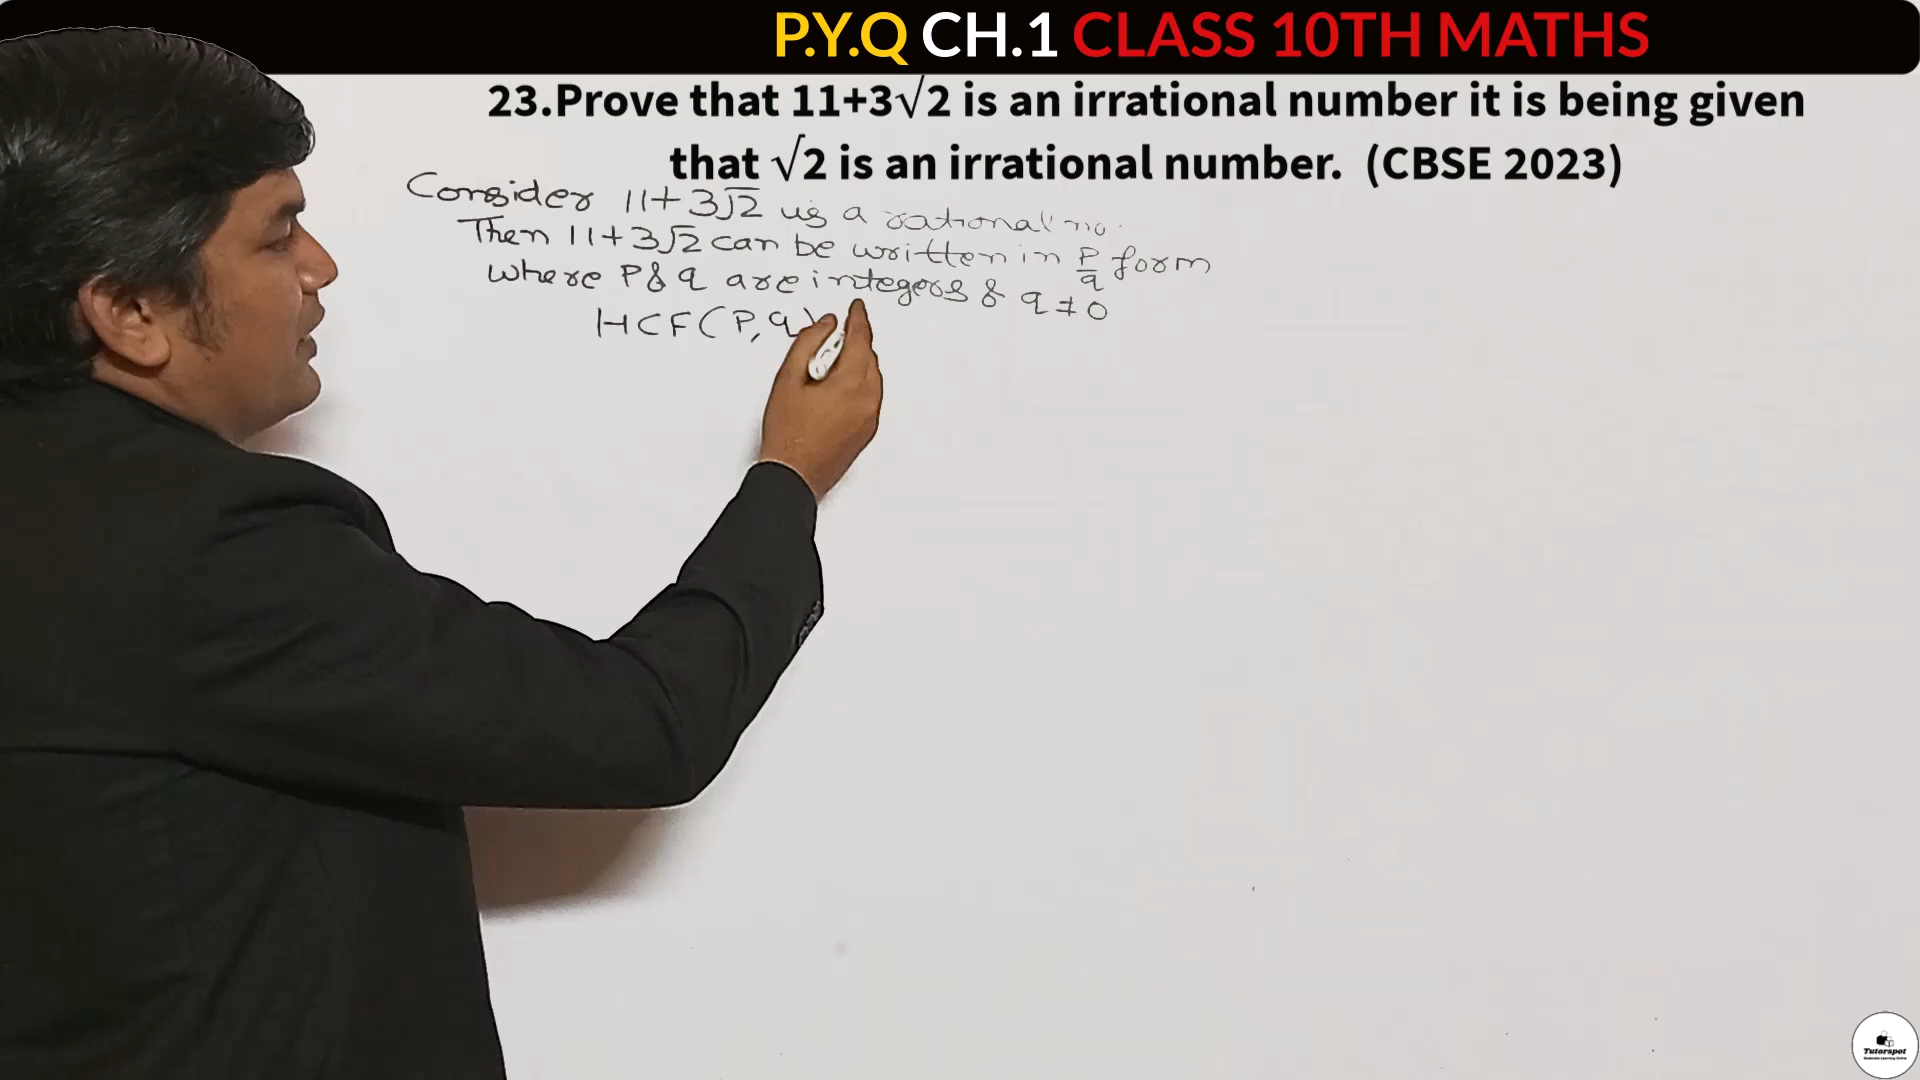 P.Y.Q CH.1 CLASS 10TH MATHS
23.Prove that 11+3√2 is an irrational number it is being given
that √2 is an irrational number. (CBSE 2023)
Consider 11+3√2 is a rational no.
Then 11+3√2 can be written in P/q form
where P & q are integers & q ≠ 0
HCF(P,q)
Tutorspot